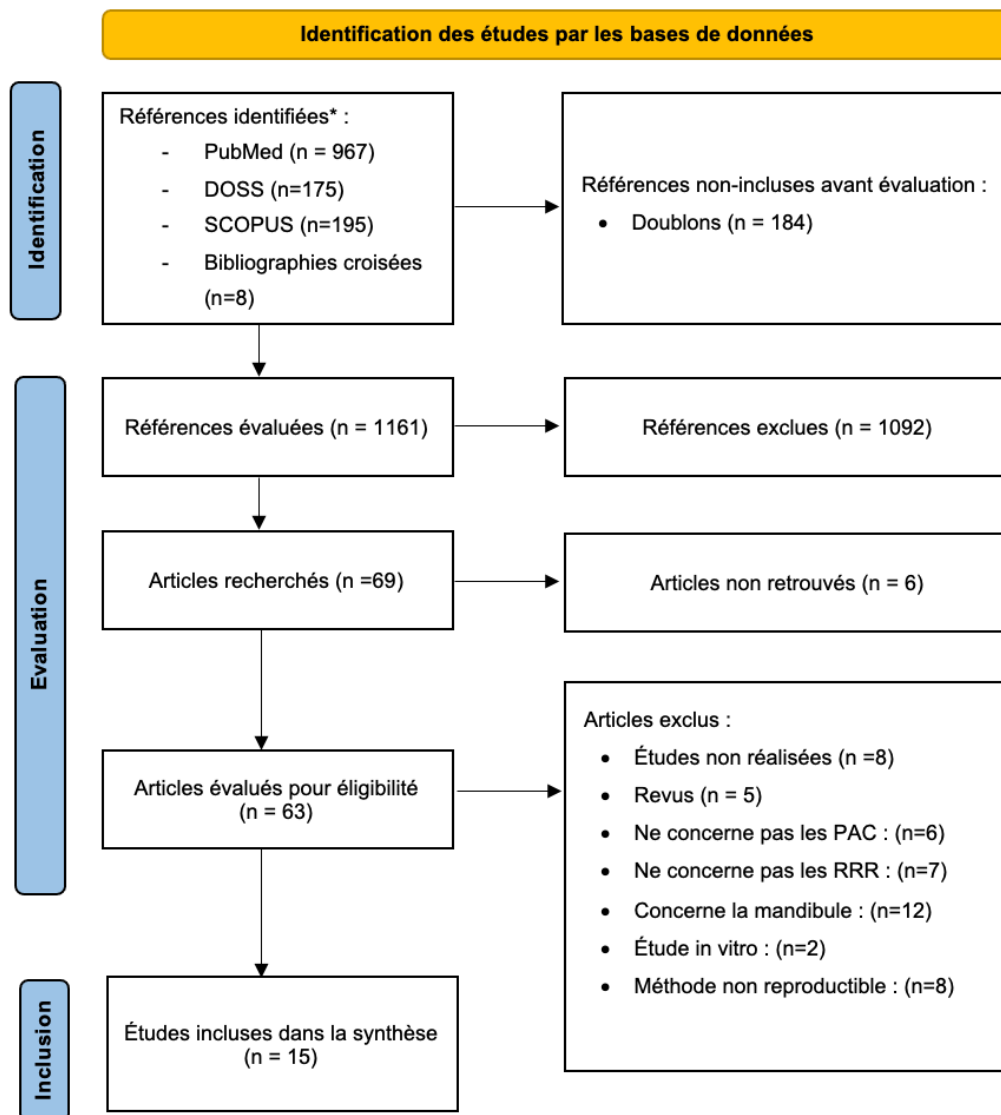 Identification des études par les bases de données
Identification
Références identifiées* :
- PubMed (n = 967)
- DOSS (n=175)
- SCOPUS (n=195)
- Bibliographies croisées
(n=8)
Références non-incluses avant évaluation :
• Doublons (n = 184)
Evaluation
Références évaluées (n = 1161)
Références exclues (n = 1092)
Articles recherchés (n =69)
Articles non retrouvés (n = 6)
Articles évalués pour éligibilité
(n = 63)
Articles exclus :
• Études non réalisées (n =8)
• Revus (n = 5)
• Ne concerne pas les PAC : (n=6)
• Ne concerne pas les RRR : (n=7)
• Concerne la mandibule : (n=12)
• Étude in vitro : (n=2)
• Méthode non reproductible : (n=8)
Inclusion
Études incluses dans la synthèse
(n = 15)